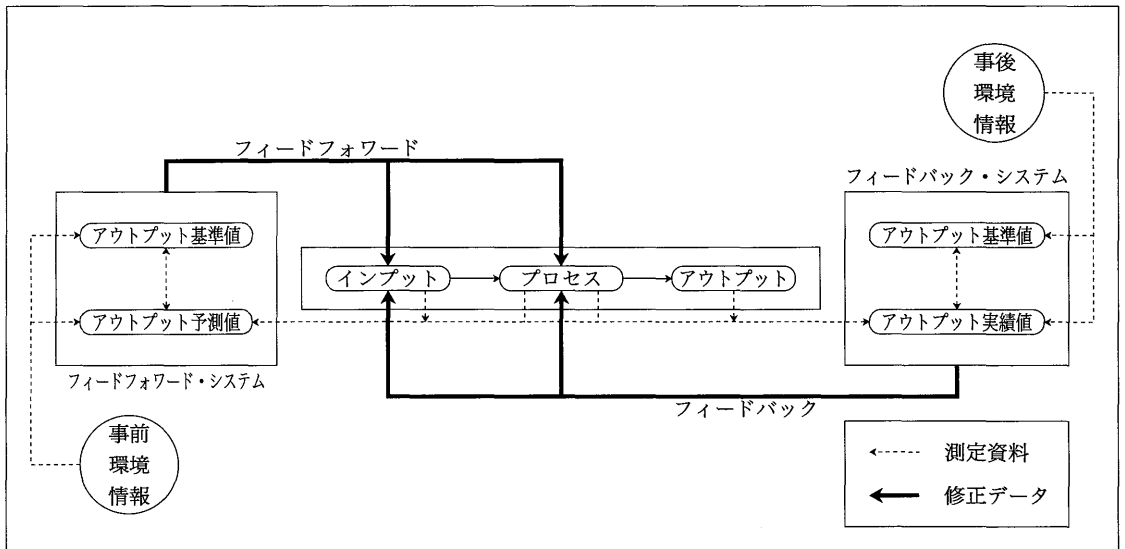 事後
環境
情報
フィードフォワード
フィードバック・システム
アウトプット基準値
アウトプット基準値
インプット
プロセス
アウトプット
アウトプット予測値
アウトプット実績値
フィードフォワード・システム
フィードバック
事前
環境
情報
測定資料
修正データ